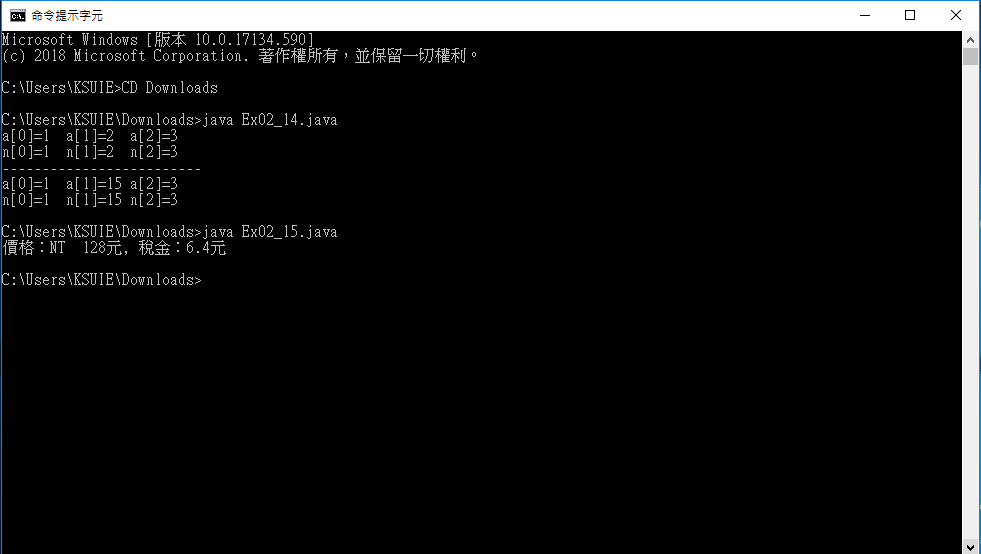 命令提示字元
Microsoft Windows [版本 10.0.17134.590]
(c) 2018 Microsoft Corporation. 著作權所有，並保留一切權利。
C:\Users\KSUIE>CD Downloads
C:\Users\KSUIE\Downloads>java Ex02_14.java
a[0]=1  a[1]=2  a[2]=3
n[0]=1  n[1]=2  n[2]=3
-------------------------
a[0]=1  a[1]=15 a[2]=3
n[0]=1  n[1]=15 n[2]=3
C:\Users\KSUIE\Downloads>java Ex02_15.java
價格：NT  128元, 稅金：6.4元
C:\Users\KSUIE\Downloads>